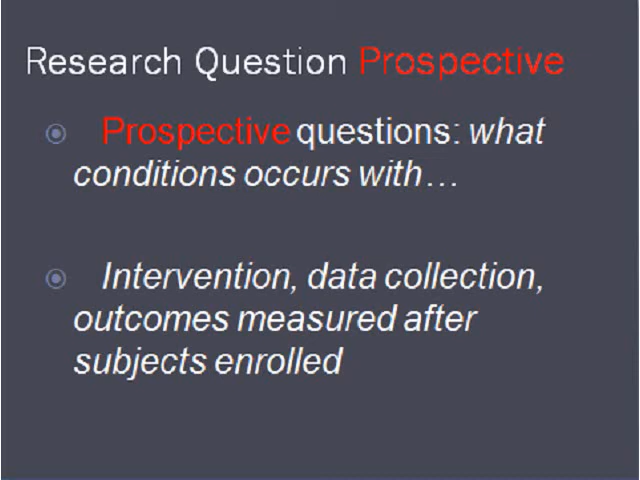 Research Question Prospective
Prospective questions: what
conditions occurs with…
Intervention, data collection,
outcomes measured after
subjects enrolled